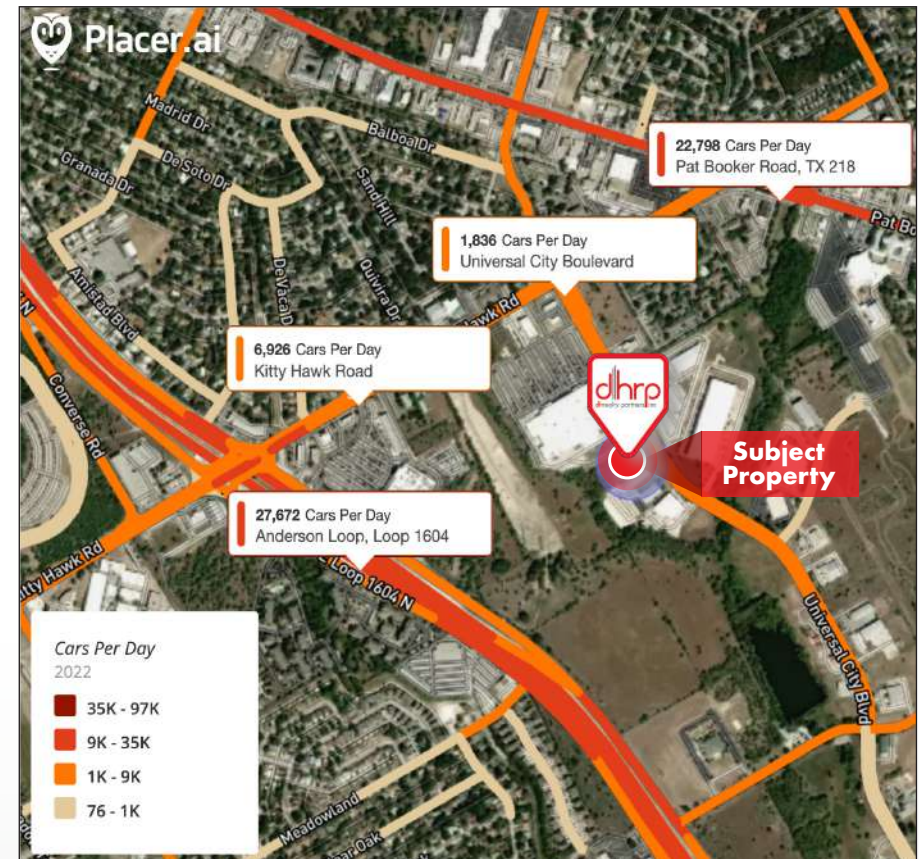 Placer.ai
Madrid Dr
Balboa Dr
De Soto Dr
Granada Dr
Sand Hill
22,798 Cars Per Day
Pat Booker Road, TX 218
Pat Bo
1,836 Cars Per Day
Universal City Boulevard
Quivira Dr
Amistad Blvd
Hawk Rd
6,926 Cars Per Day
Kitty Hawk Road
Converse Rd
dlhrp
Subject
Property
27,672 Cars Per Day
Anderson Loop, Loop 1604
itty Hawk Rd
Loop 1604 N
Universal City Blvd
Cars Per Day
2022
35K - 97K
9K - 35K
1K - 9K
76 - 1K
Meadowland
ar Oak